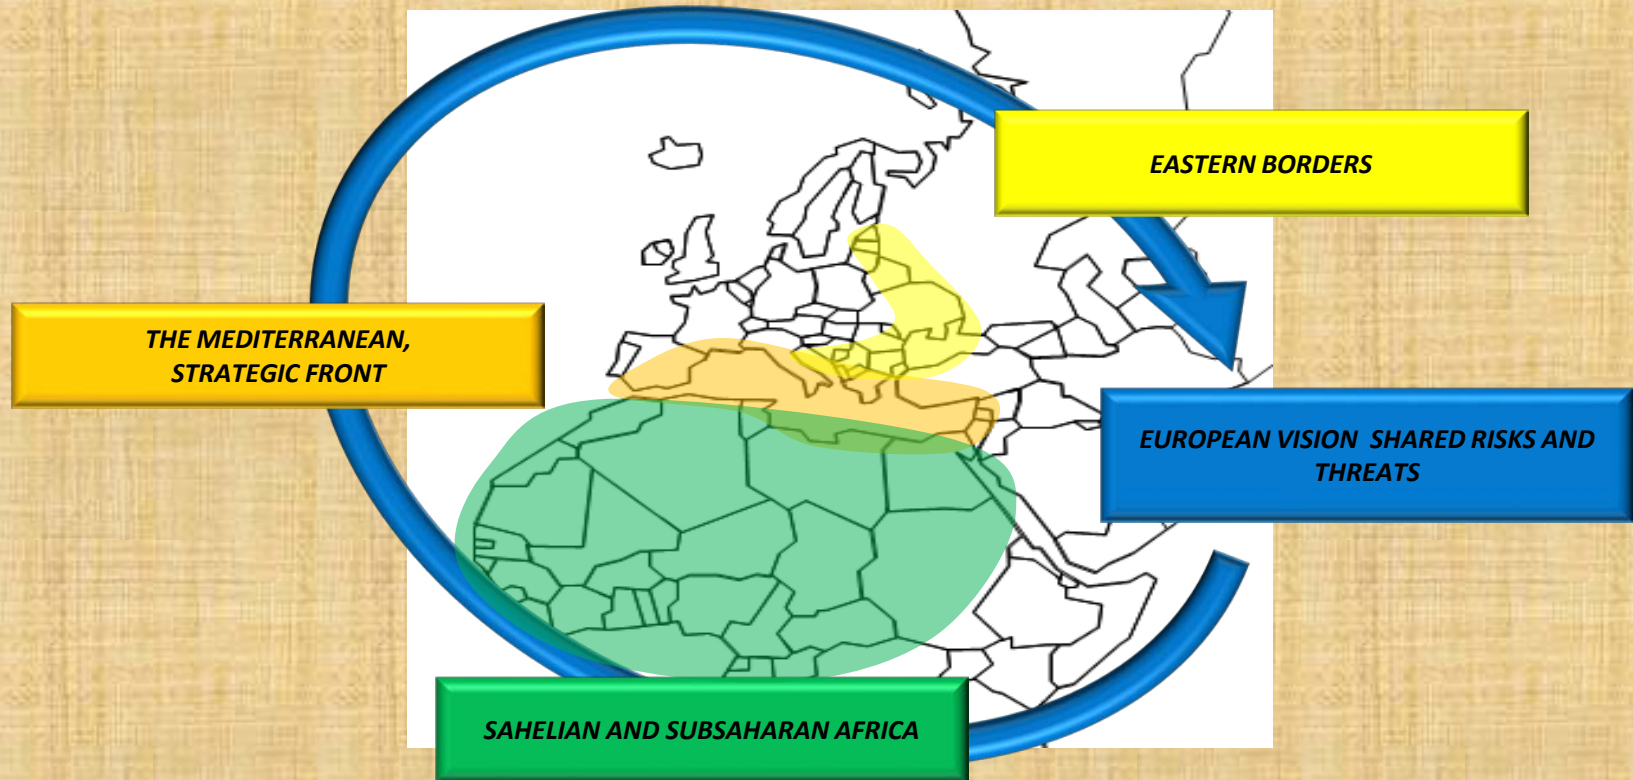 EASTERN BORDERS
THE MEDITERRANEAN,
STRATEGIC FRONT
EUROPEAN VISION  SHARED RISKS AND
THREATS
SAHELIAN AND SUBSAHARAN AFRICA